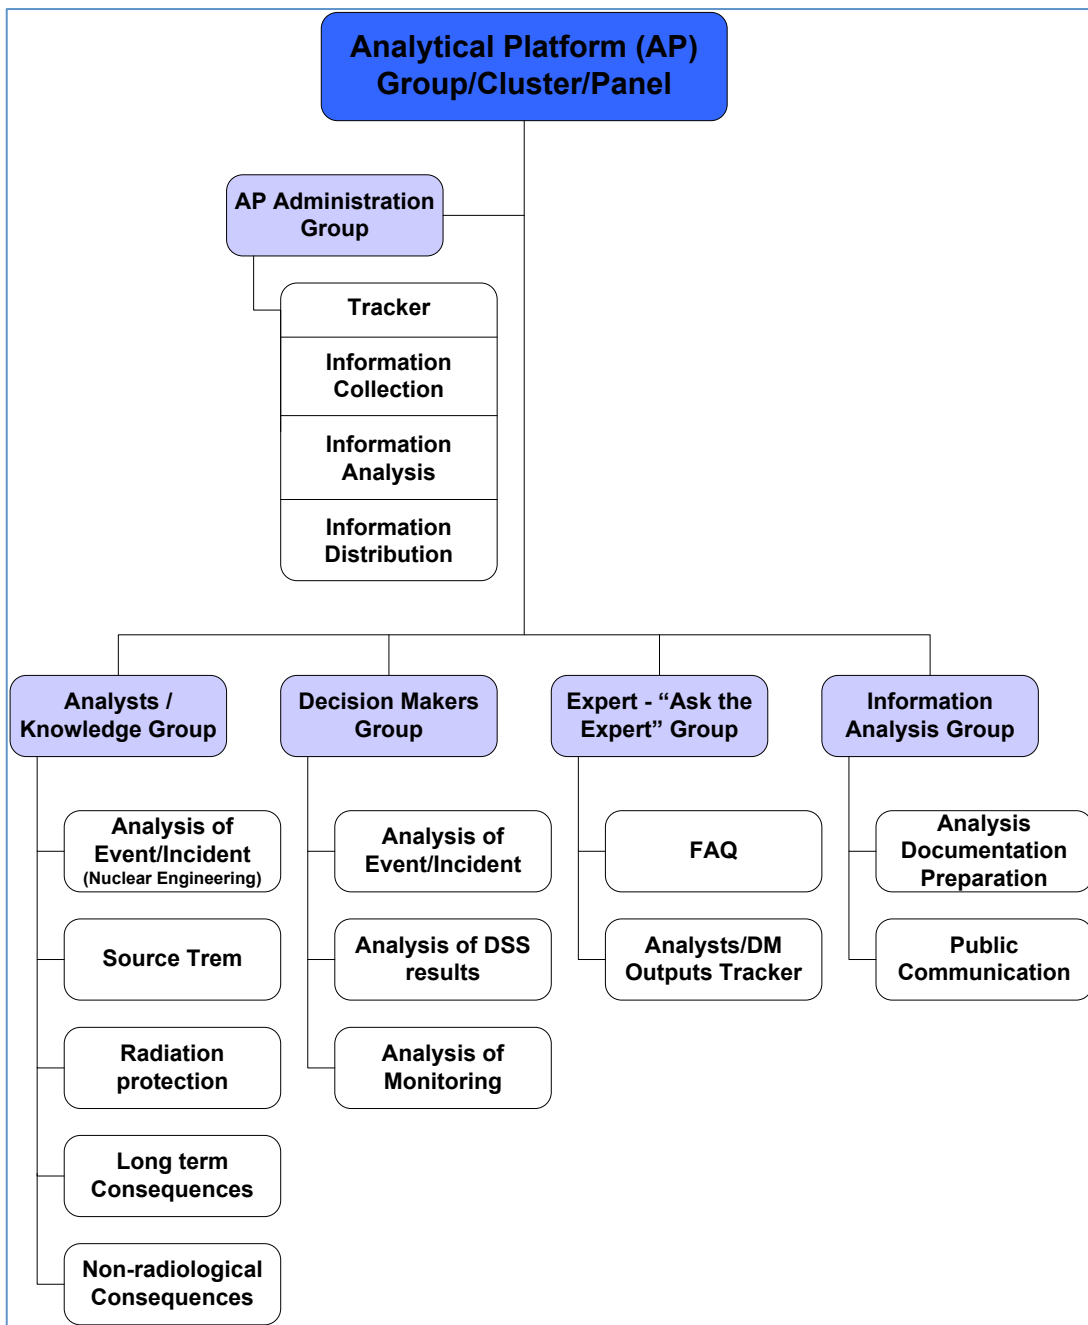 Analytical Platform (AP)
Group/Cluster/Panel
AP Administration
Group
Tracker
Information
Collection
Information
Analysis
Information
Distribution
Analysts /
Knowledge Group
Decision Makers
Group
Expert - “Ask the
Expert” Group
Information
Analysis Group
Analysis of
Event/Incident
(Nuclear Engineering)
Source Trem
Radiation
protection
Long term
Consequences
Non-radiological
Consequences
Analysis of
Event/Incident
Analysis of DSS
results
Analysis of
Monitoring
FAQ
Analysts/DM
Outputs Tracker
Analysis
Documentation
Preparation
Public
Communication